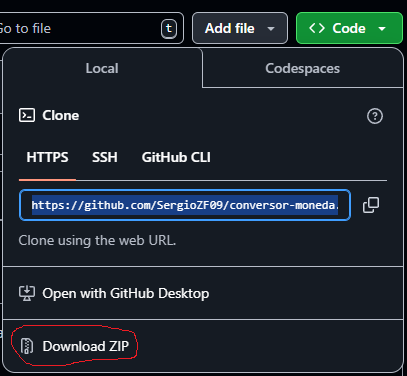 Go to file
t
Add file
Code
Local
Codespaces
Clone
HTTPS
SSH
GitHub CLI
https://github.com/SergioZF09/conversor-moneda.
Clone using the web URL.
Open with GitHub Desktop
Download ZIP